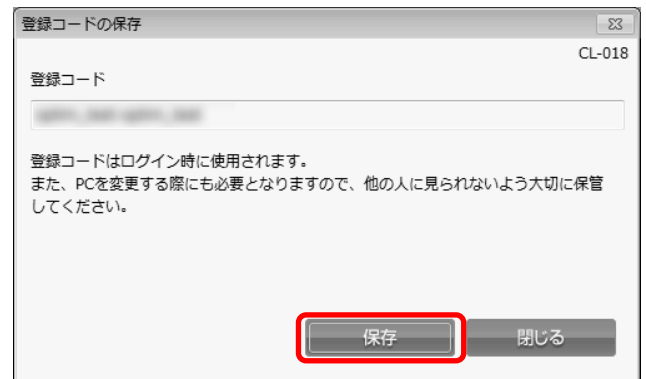 登録コードの保存
CL-018
登録コード
登録コードはログイン時に使用されます。
また、PCを変更する際にも必要となりますので、他の人に見られないよう大切に保管
してください。
保存
閉じる